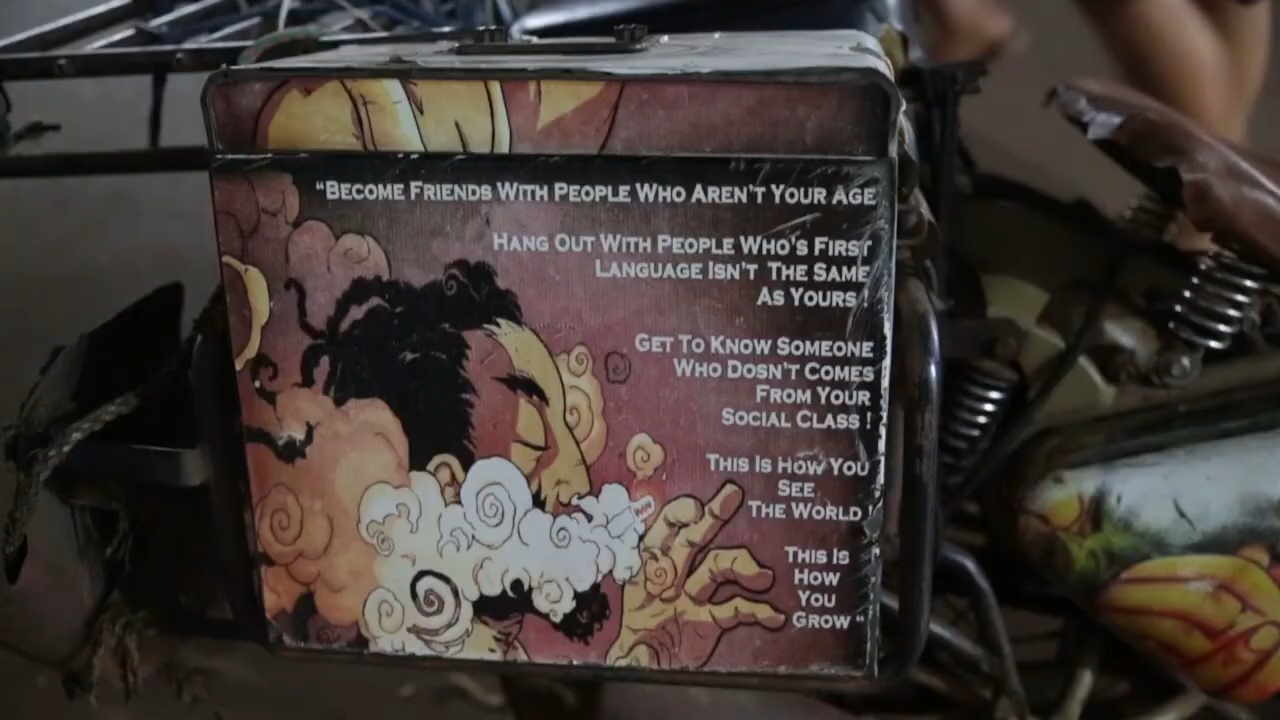 “Become Friends With People Who Aren't Your Age
Hang Out With People Who's First
Language Isn't The Same
As Yours !
Get To Know Someone
Who Dosn't Comes
From Your
Social Class !
This Is How You
See
The World !
This Is
How
You
Grow “